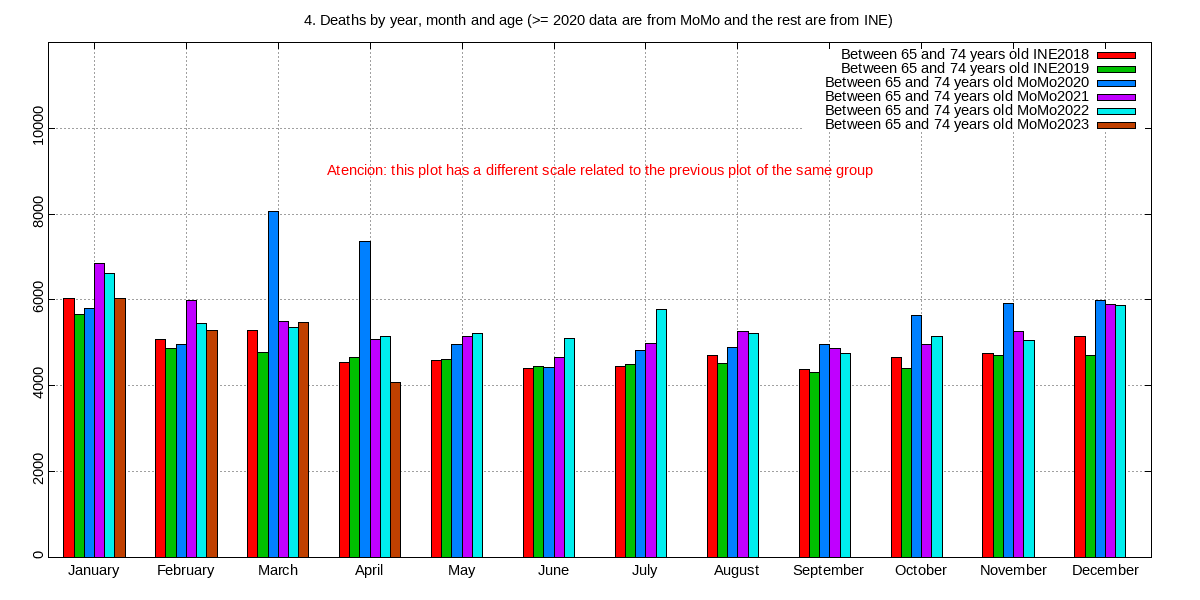 4. Deaths by year, month and age (>= 2020 data are from MoMo and the rest are from INE)
Between 65 and 74 years old INE2018
Between 65 and 74 years old INE2019
Between 65 and 74 years old MoMo2020
Between 65 and 74 years old MoMo2021
Between 65 and 74 years old MoMo2022
Between 65 and 74 years old MoMo2023
Atencion: this plot has a different scale related to the previous plot of the same group
10000
8000
6000
4000
2000
0
January February March April May June July August September October November December